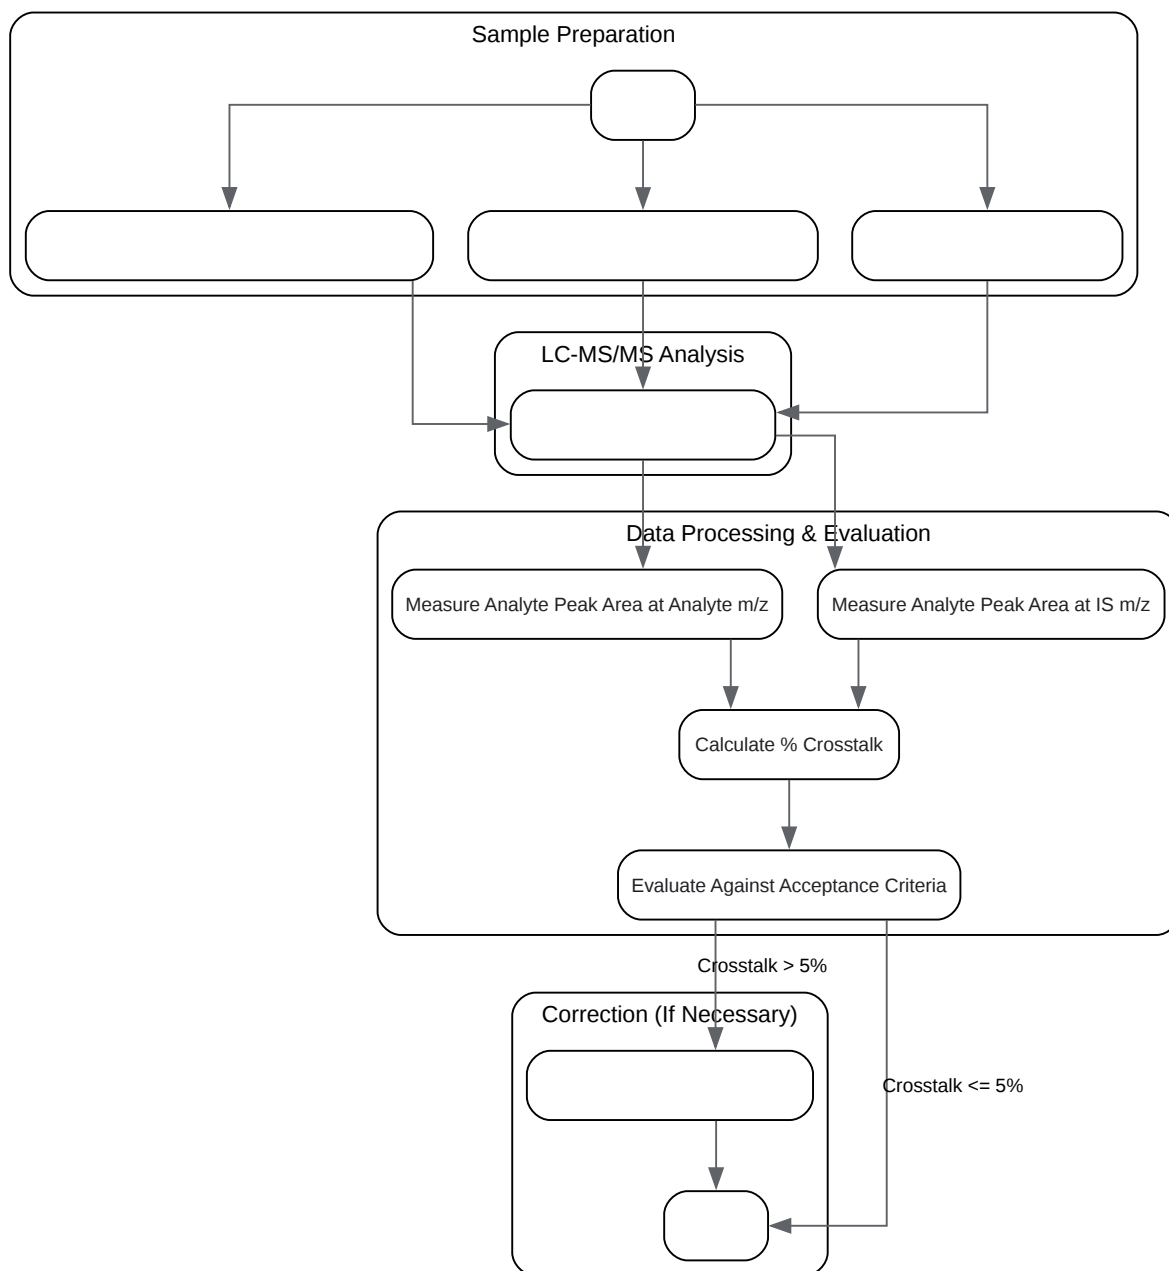 Sample Preparation
LC-MS/MS Analysis
Data Processing & Evaluation
Measure Analyte Peak Area at Analyte m/z
Measure Analyte Peak Area at IS m/z
Calculate % Crosstalk
Evaluate Against Acceptance Criteria
Crosstalk > 5%
Correction (If Necessary)
Crosstalk <= 5%